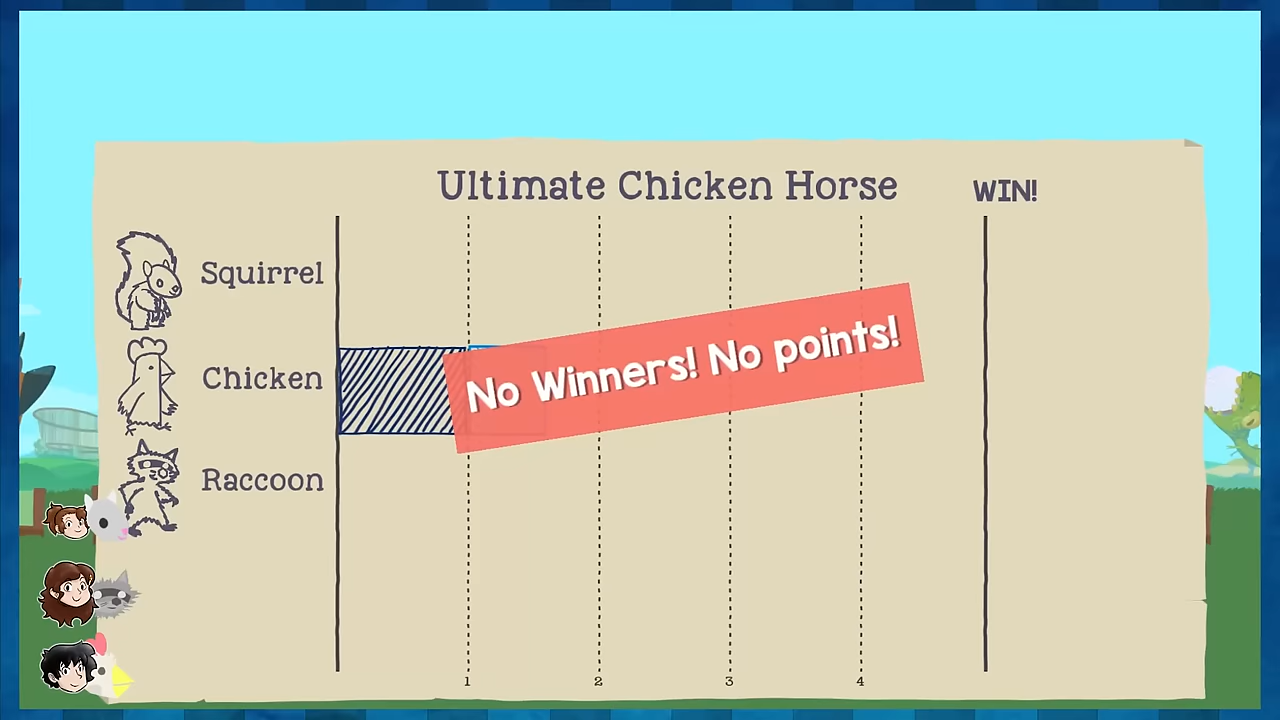 Ultimate Chicken Horse
WIN!
Squirrel
Chicken
No Winners! No points!
Raccoon
1 2 3 4